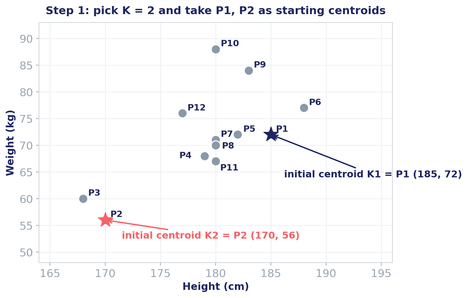 Step 1: pick K = 2 and take P1, P2 as starting centroids
Weight (kg)
90
85
80
75
70
65
60
55
50
P10
P9
P6
P12
P5
P1
P7
P8
P4
P11
P3
P2
initial centroid K1 = P1 (185, 72)
initial centroid K2 = P2 (170, 56)
165
170
175
180
185
190
195
Height (cm)